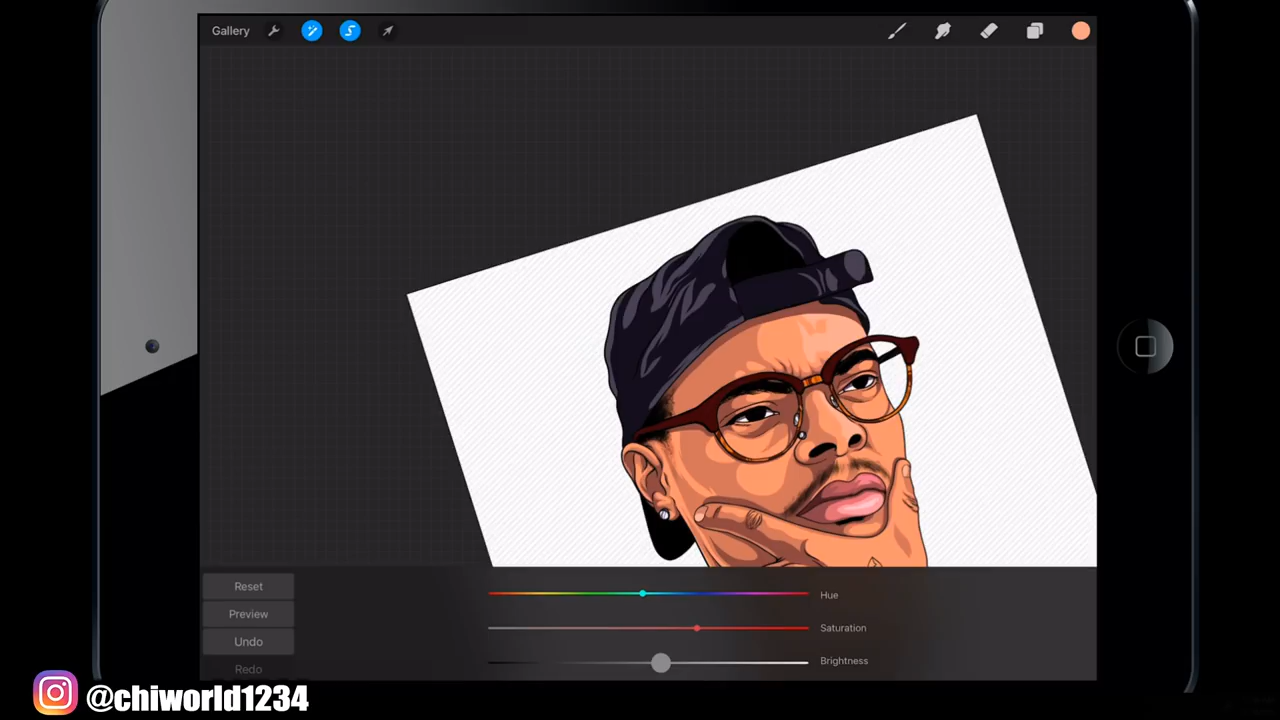 Gallery
Reset
Preview
Undo
Redo
Hue
Saturation
Brightness
@chiworld1234